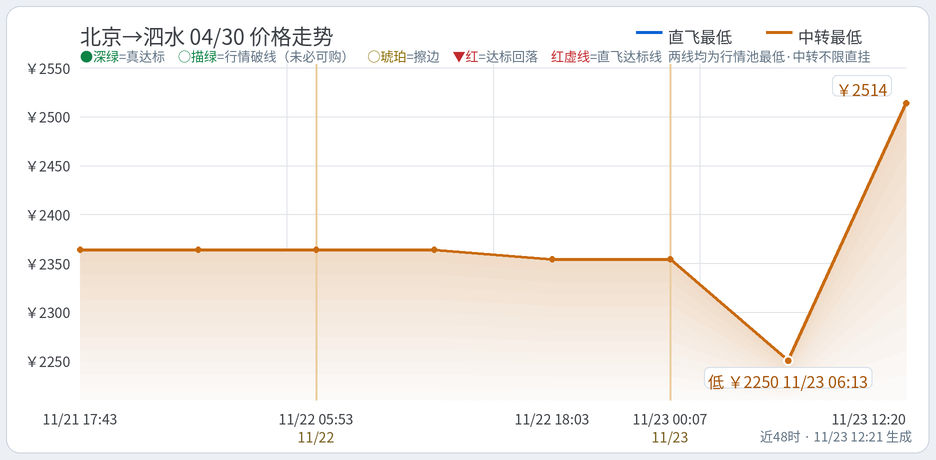 北京→泗水 04/30 价格走势
直飞最低 中转最低
●深绿=真达标 ○描绿=行情破线（未必可购） ○琥珀=擦边 ▼红=达标回落 红虚线=直飞达标线 两线均为行情池最低·中转不限直挂
￥2550
￥2500
￥2450
￥2400
￥2350
￥2300
￥2250
￥2514
低 ￥2250 11/23 06:13
11/21 17:43 11/22 05:53 11/22 18:03 11/23 00:07 11/23 12:20
11/22 11/23
近48时 · 11/23 12:21 生成